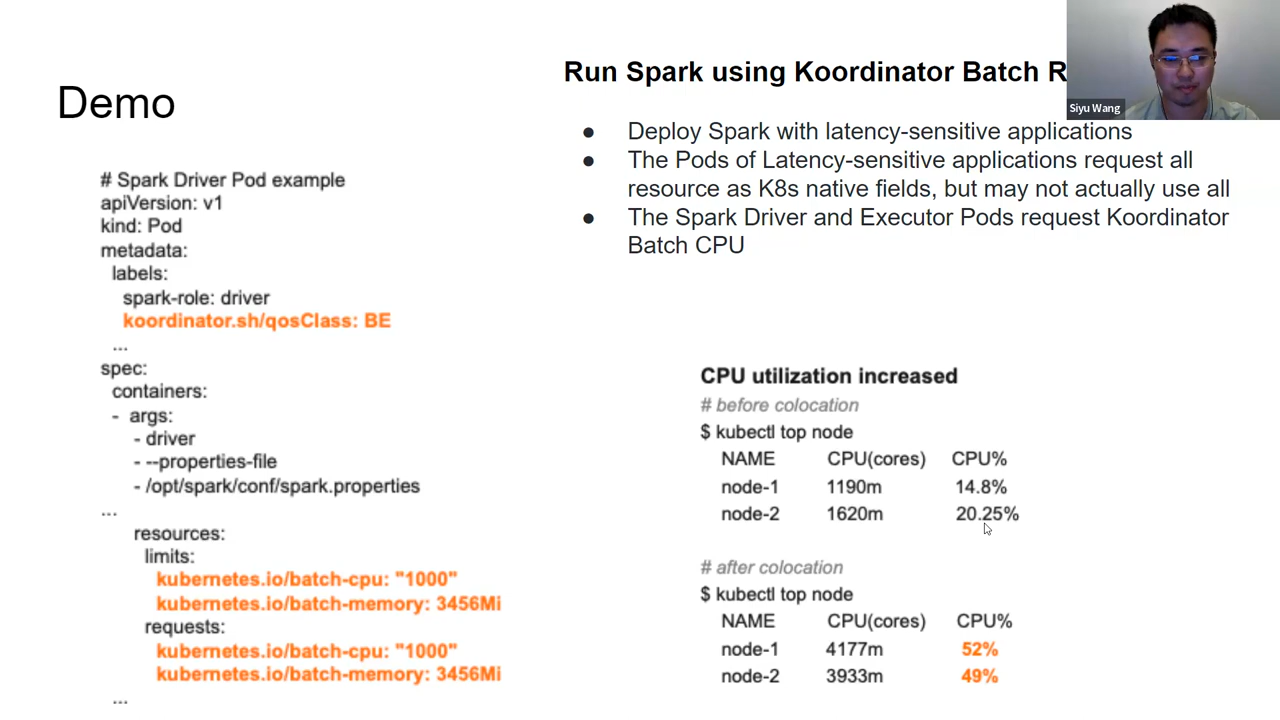 Demo
# Spark Driver Pod example
apiVersion: v1
kind: Pod
metadata:
labels:
spark-role: driver
koordinator.sh/qosClass: BE
...
spec:
containers:
- args:
- driver
- --properties-file
- /opt/spark/conf/spark.properties
...
resources:
limits:
kubernetes.io/batch-cpu: "1000"
kubernetes.io/batch-memory: 3456Mi
requests:
kubernetes.io/batch-cpu: "1000"
kubernetes.io/batch-memory: 3456Mi
...
Run Spark using Koordinator Batch R
Siyu Wang
● Deploy Spark with latency-sensitive applications
● The Pods of Latency-sensitive applications request all
resource as K8s native fields, but may not actually use all
● The Spark Driver and Executor Pods request Koordinator
Batch CPU
CPU utilization increased
# before colocation
$ kubectl top node
NAME CPU(cores) CPU%
node-1 1190m 14.8%
node-2 1620m 20.25%
# after colocation
$ kubectl top node
NAME CPU(cores) CPU%
node-1 4177m 52%
node-2 3933m 49%